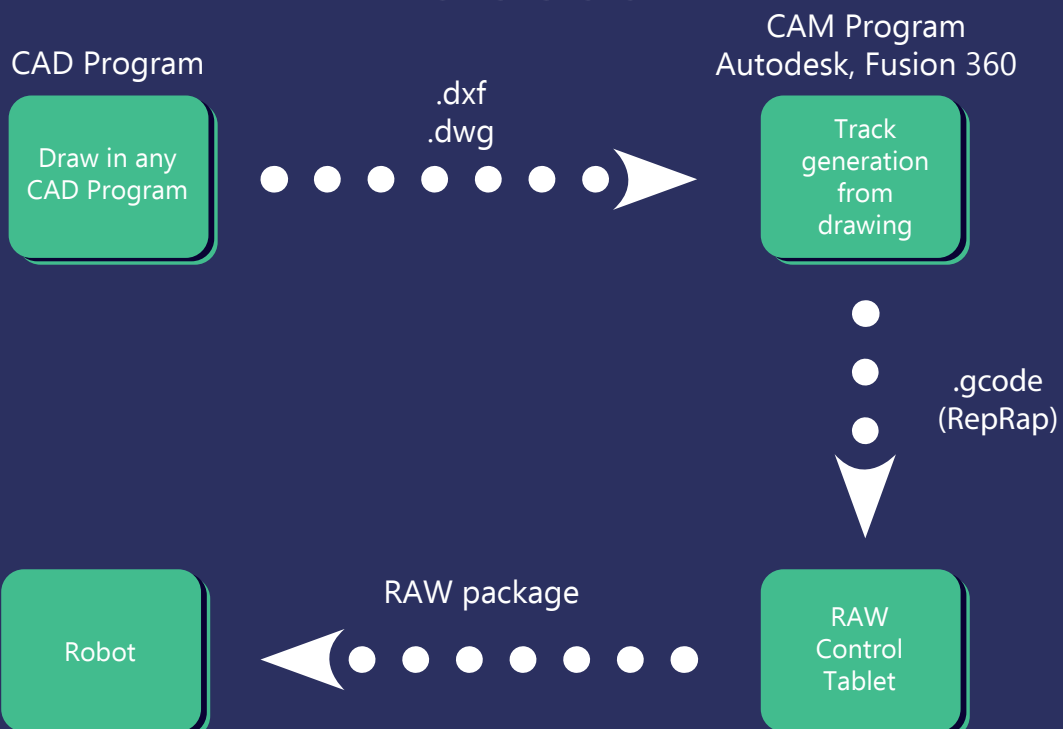 CAD Program
Draw in any
CAD Program
.dxf
.dwg
CAM Program
Autodesk, Fusion 360
Track
generation
from
drawing
.gcode
(RepRap)
RAW
Control
Tablet
RAW package
Robot